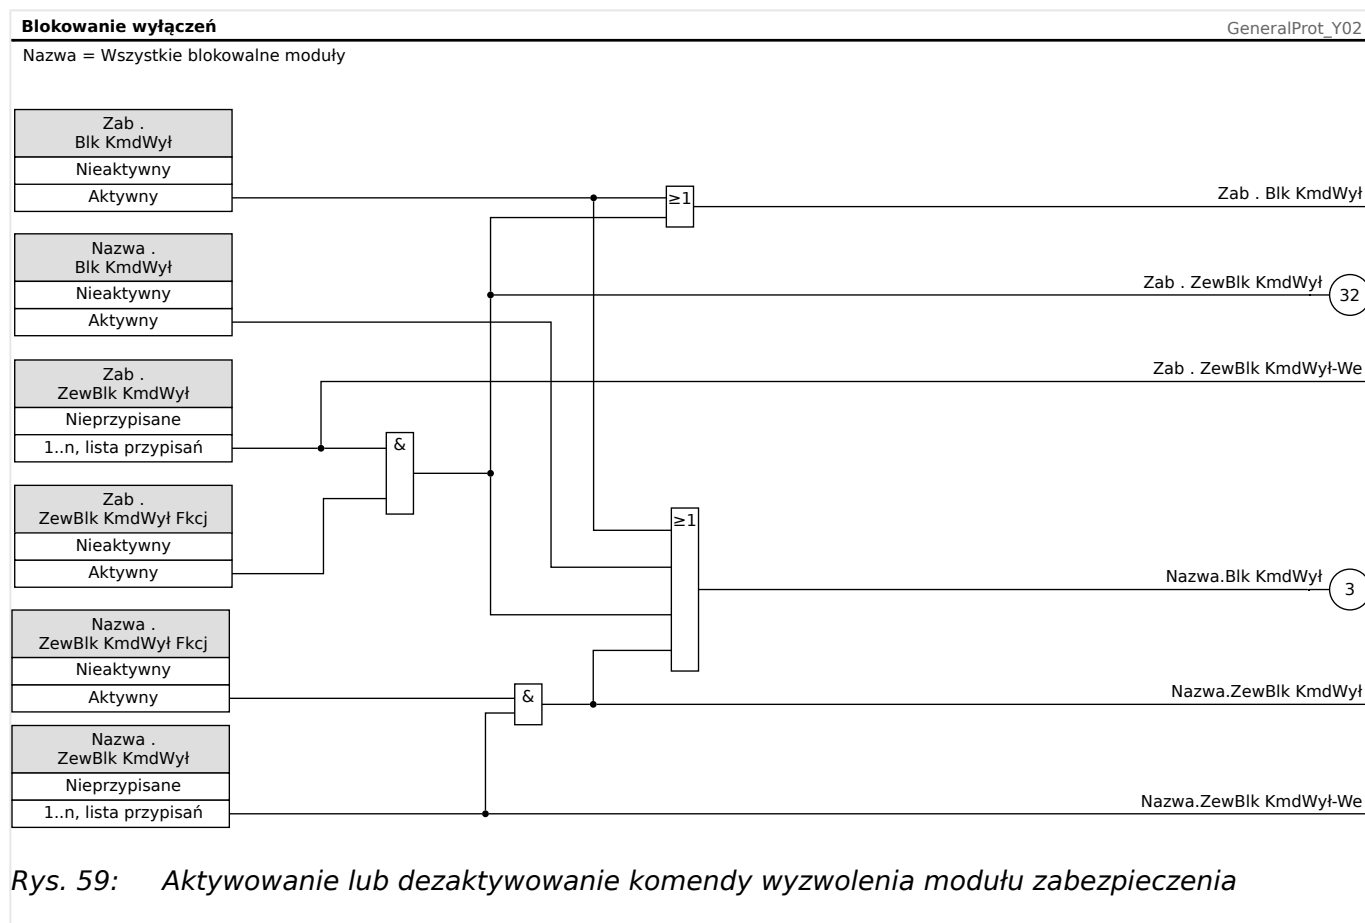 Blokowanie wyłączeń
GeneralProt_Y02
Nazwa = Wszystkie blokowalne moduły
Zab .
Blk KmdWył
Nieaktywny
Aktywny
≥1
Zab . Blk KmdWył
Nazwa .
Blk KmdWył
Nieaktywny
Aktywny
Zab . ZewBlk KmdWył
32
Zab .
ZewBlk KmdWył
Nieprzypisane
1..n, lista przypisań
Zab . ZewBlk KmdWył-We
&
Zab .
ZewBlk KmdWył Fkcj
Nieaktywny
Aktywny
≥1
Nazwa.Blk KmdWył
3
Nazwa .
ZewBlk KmdWył Fkcj
Nieaktywny
Aktywny
&
Nazwa.ZewBlk KmdWył
Nazwa .
ZewBlk KmdWył
Nieprzypisane
1..n, lista przypisań
Nazwa.ZewBlk KmdWył-We
Rys. 59: Aktywowanie lub dezaktywowanie komendy wyzwolenia modułu zabezpieczenia